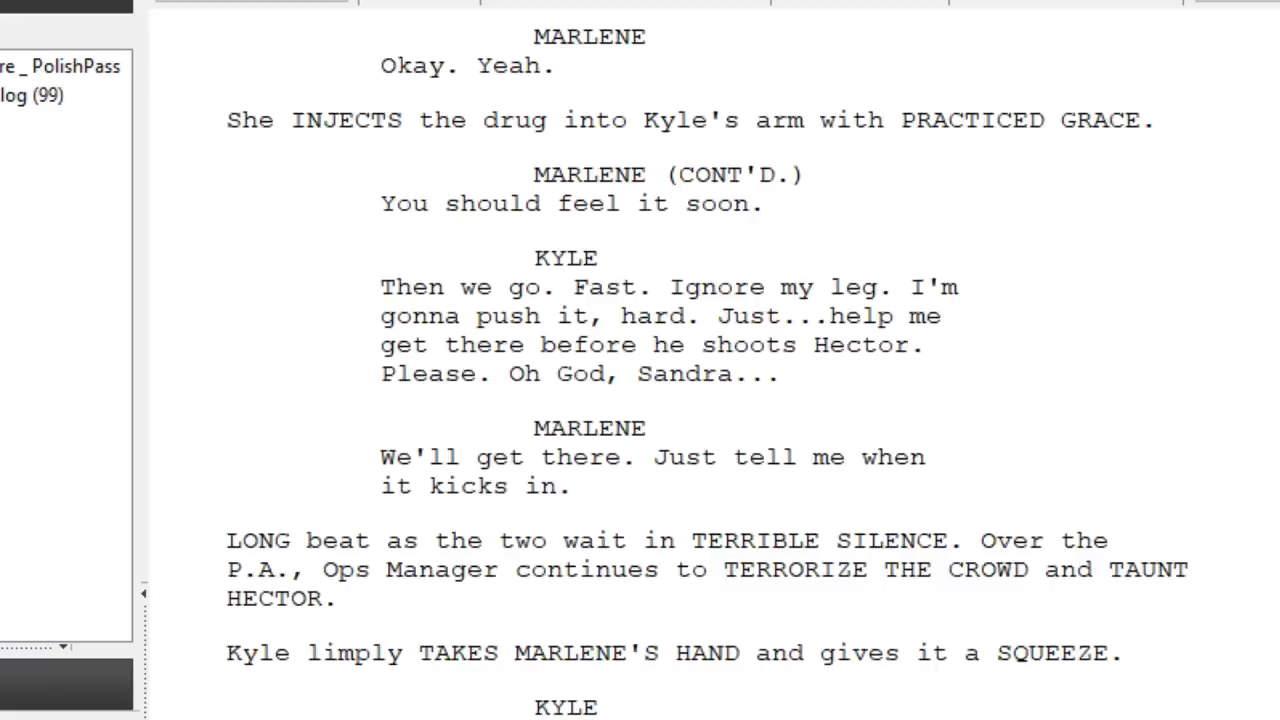 re _ PolishPass
log (99)
MARLENE
Okay. Yeah.
She INJECTS the drug into Kyle's arm with PRACTICED GRACE.
MARLENE (CONT'D.)
You should feel it soon.
KYLE
Then we go. Fast. Ignore my leg. I'm
gonna push it, hard. Just...help me
get there before he shoots Hector.
Please. Oh God, Sandra...
MARLENE
We'll get there. Just tell me when
it kicks in.
LONG beat as the two wait in TERRIBLE SILENCE. Over the
P.A., Ops Manager continues to TERRORIZE THE CROWD and TAUNT
HECTOR.
Kyle limply TAKES MARLENE'S HAND and gives it a SQUEEZE.
KYLE